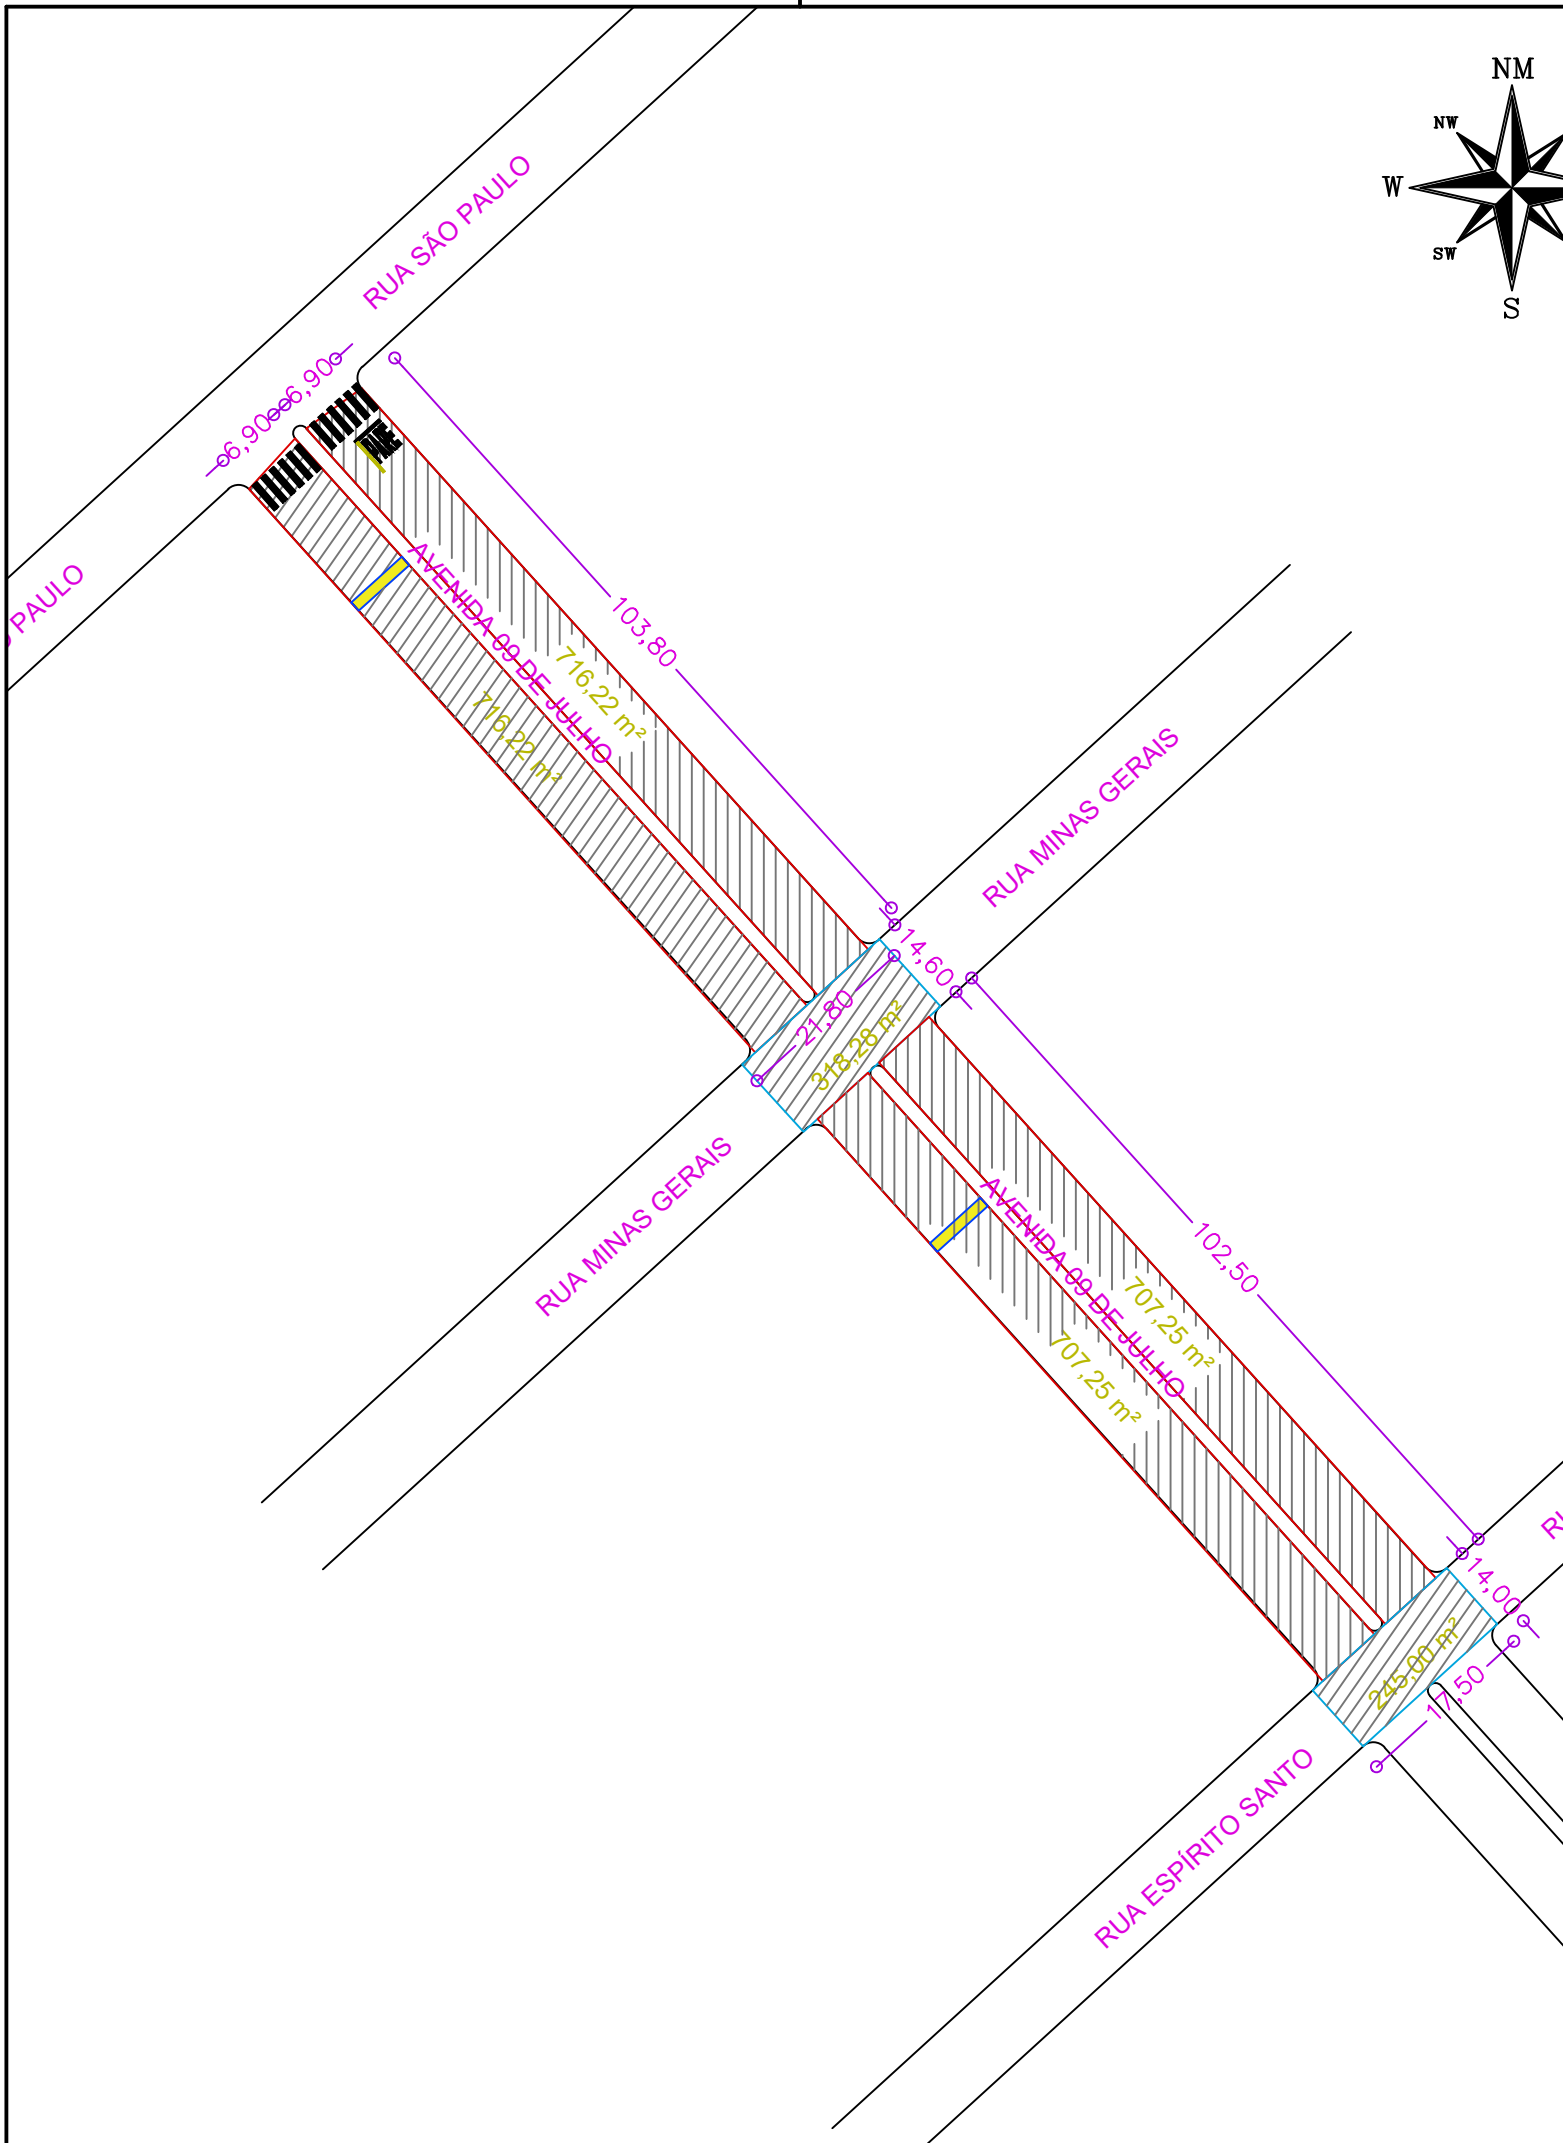 NM
NW
W
SW
S
RUA SÃO PAULO
6,90
6,90
PAULO
103,80
AVENIDA 09 DE JULHO
716,22 m²
716,22 m²
RUA MINAS GERAIS
14,60
21,80
318,28 m²
RUA MINAS GERAIS
102,50
AVENIDA 09 DE JULHO
707,25 m²
707,25 m²
14,00
245,00 m²
17,50
RUA ESPÍRITO SANTO